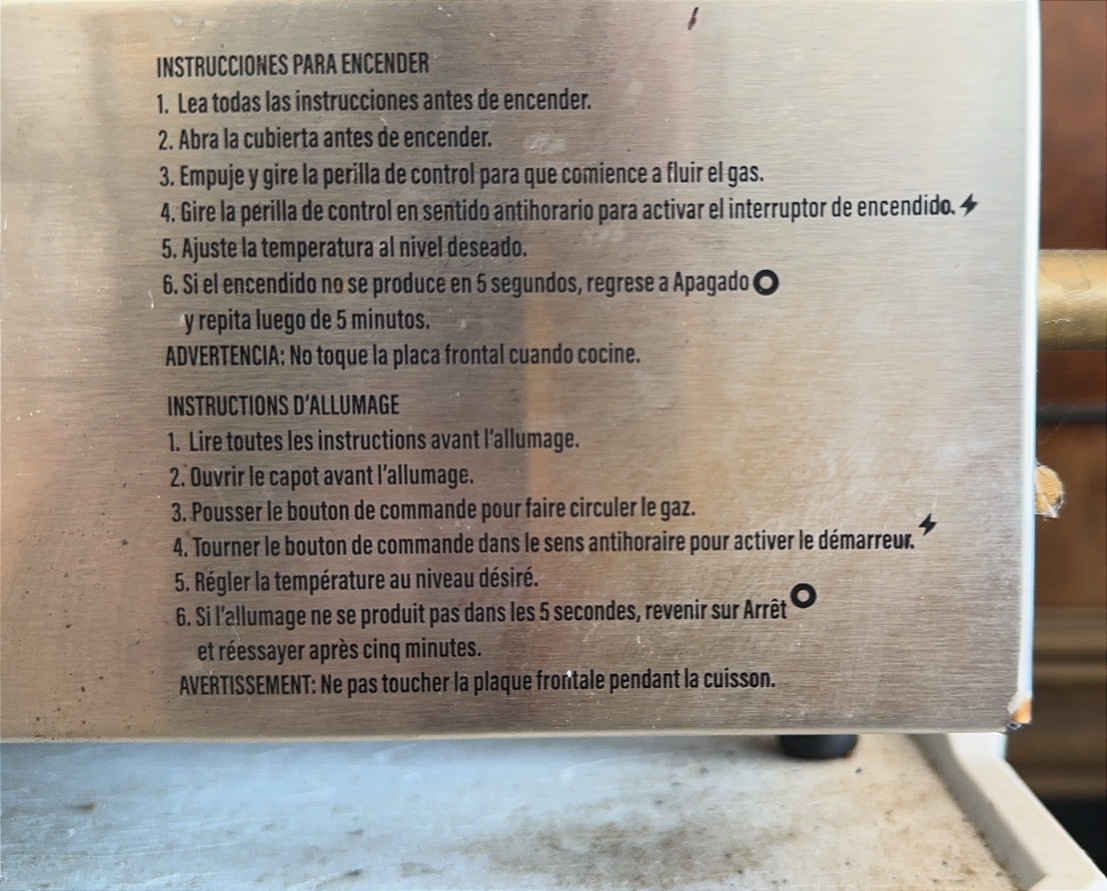 INSTRUCCIONES PARA ENCENDER
1. Lea todas las instrucciones antes de encender.
2. Abra la cubierta antes de encender.
3. Empuje y gire la perilla de control para que comience a fluir el gas.
4. Gire la perilla de control en sentido antihorario para activar el interruptor de encendido.
5. Ajuste la temperatura al nivel deseado.
6. Si el encendido no se produce en 5 segundos, regrese a Apagado
y repita luego de 5 minutos.
ADVERTENCIA: No toque la placa frontal cuando cocine.
INSTRUCTIONS D'ALLUMAGE
1. Lire toutes les instructions avant l'allumage.
2. Ouvrir le capot avant l'allumage.
3. Pousser le bouton de commande pour faire circuler le gaz.
4. Tourner le bouton de commande dans le sens antihoraire pour activer le démarreur.
5. Régler la température au niveau désiré.
6. Si l'allumage ne se produit pas dans les 5 secondes, revenir sur Arrêt
et réessayer après cinq minutes.
AVERTISSEMENT: Ne pas toucher la plaque frontale pendant la cuisson.